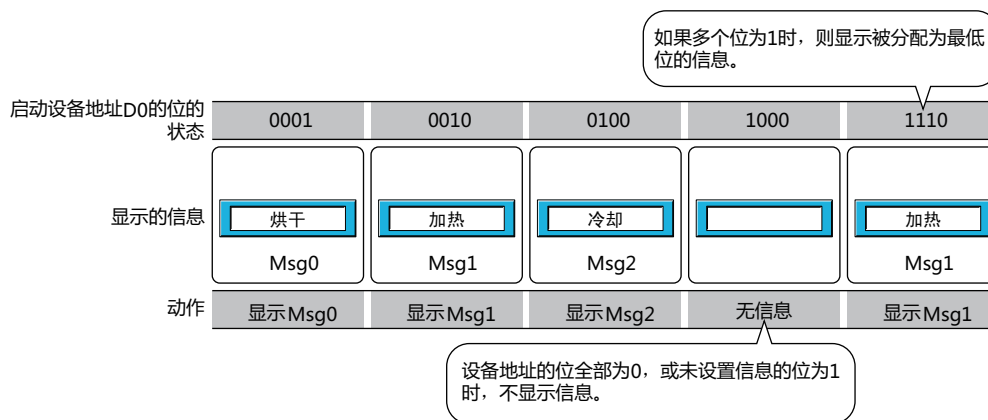 如果多个位为1时，则显示被分配为最低
位的信息。
启动设备地址D0的位的
状态
0001 0010 0100 1000 1110
显示的信息
烘干 加热 冷却 加热
Msg0 Msg1 Msg2 Msg1
动作
显示Msg0 显示Msg1 显示Msg2 无信息 显示Msg1
设备地址的位全部为0，或未设置信息的位为1
时，不显示信息。